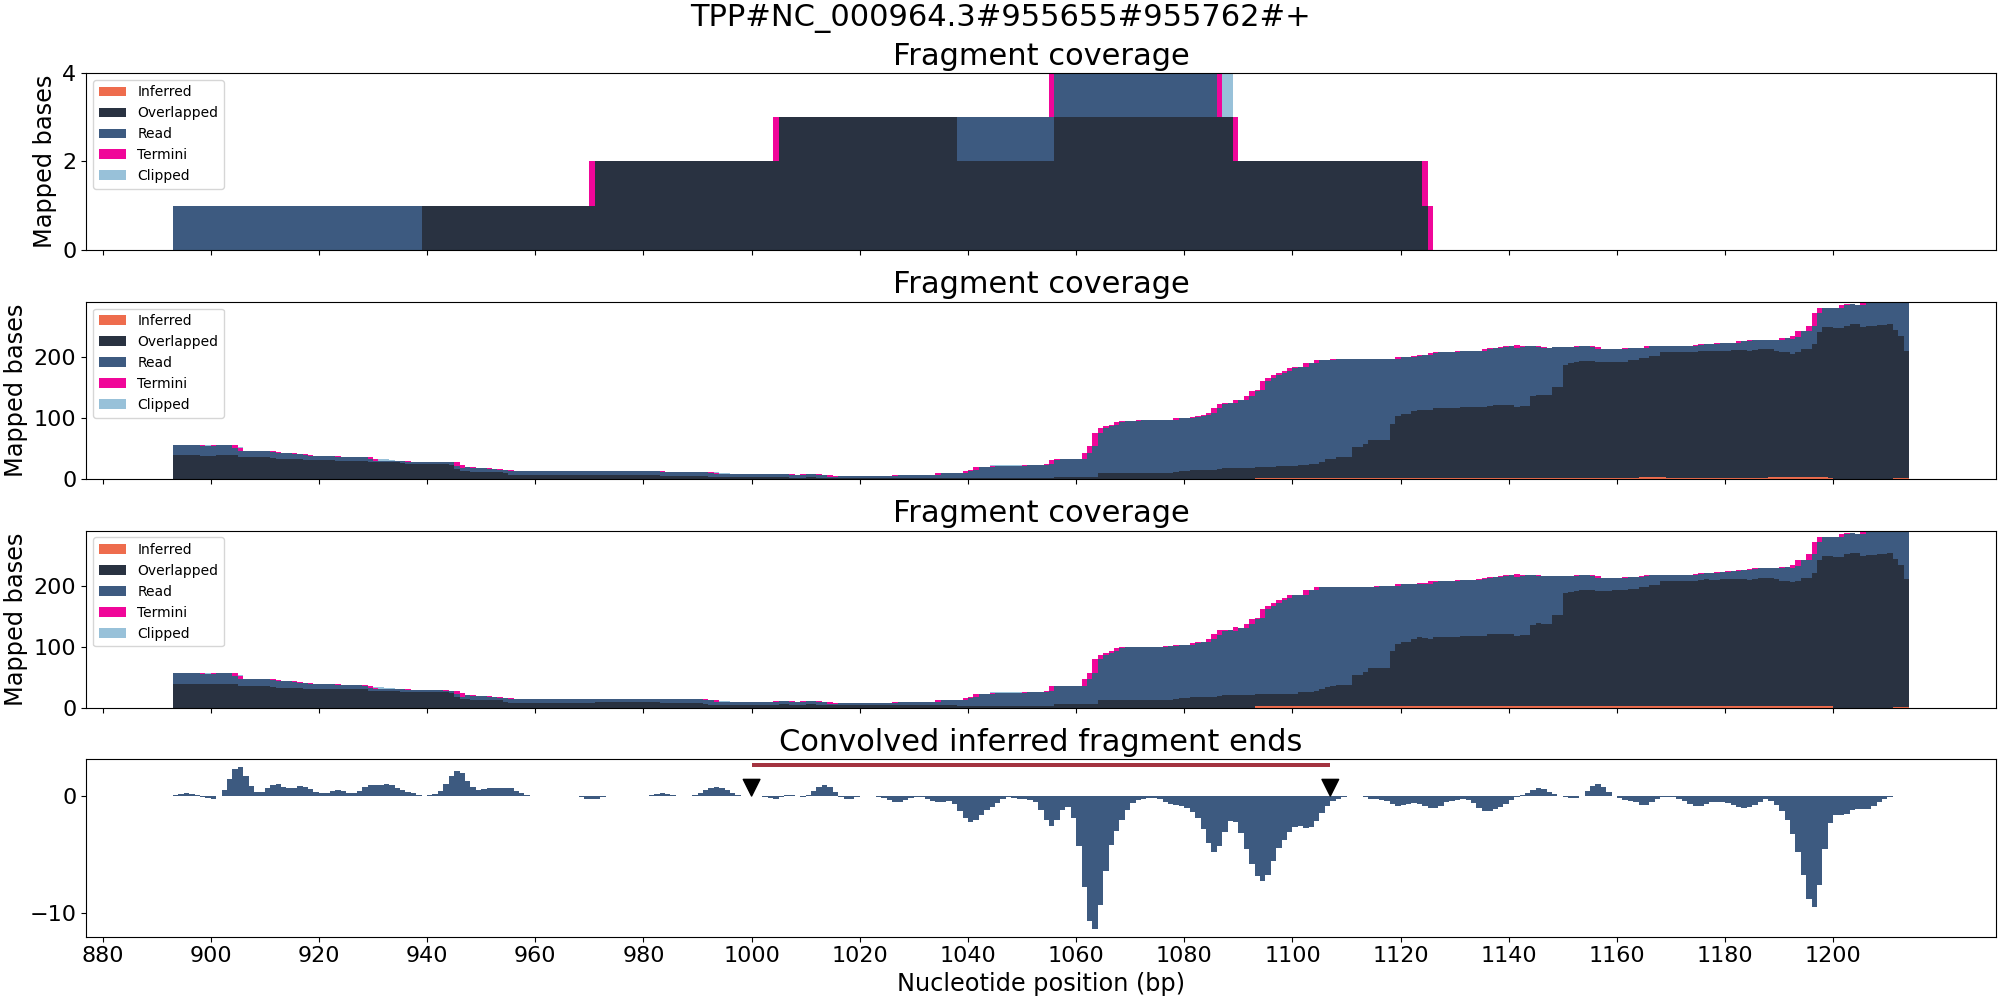 TPP#NC_000964.3#955655#955762#+
Fragment coverage
Mapped bases
4
2
0
Inferred
Overlapped
Read
Termini
Clipped
Fragment coverage
Mapped bases
200
100
0
Inferred
Overlapped
Read
Termini
Clipped
Fragment coverage
Mapped bases
200
100
0
Inferred
Overlapped
Read
Termini
Clipped
Convolved inferred fragment ends
0
−10
880 900 920 940 960 980 1000 1020 1040 1060 1080 1100 1120 1140 1160 1180 1200
Nucleotide position (bp)